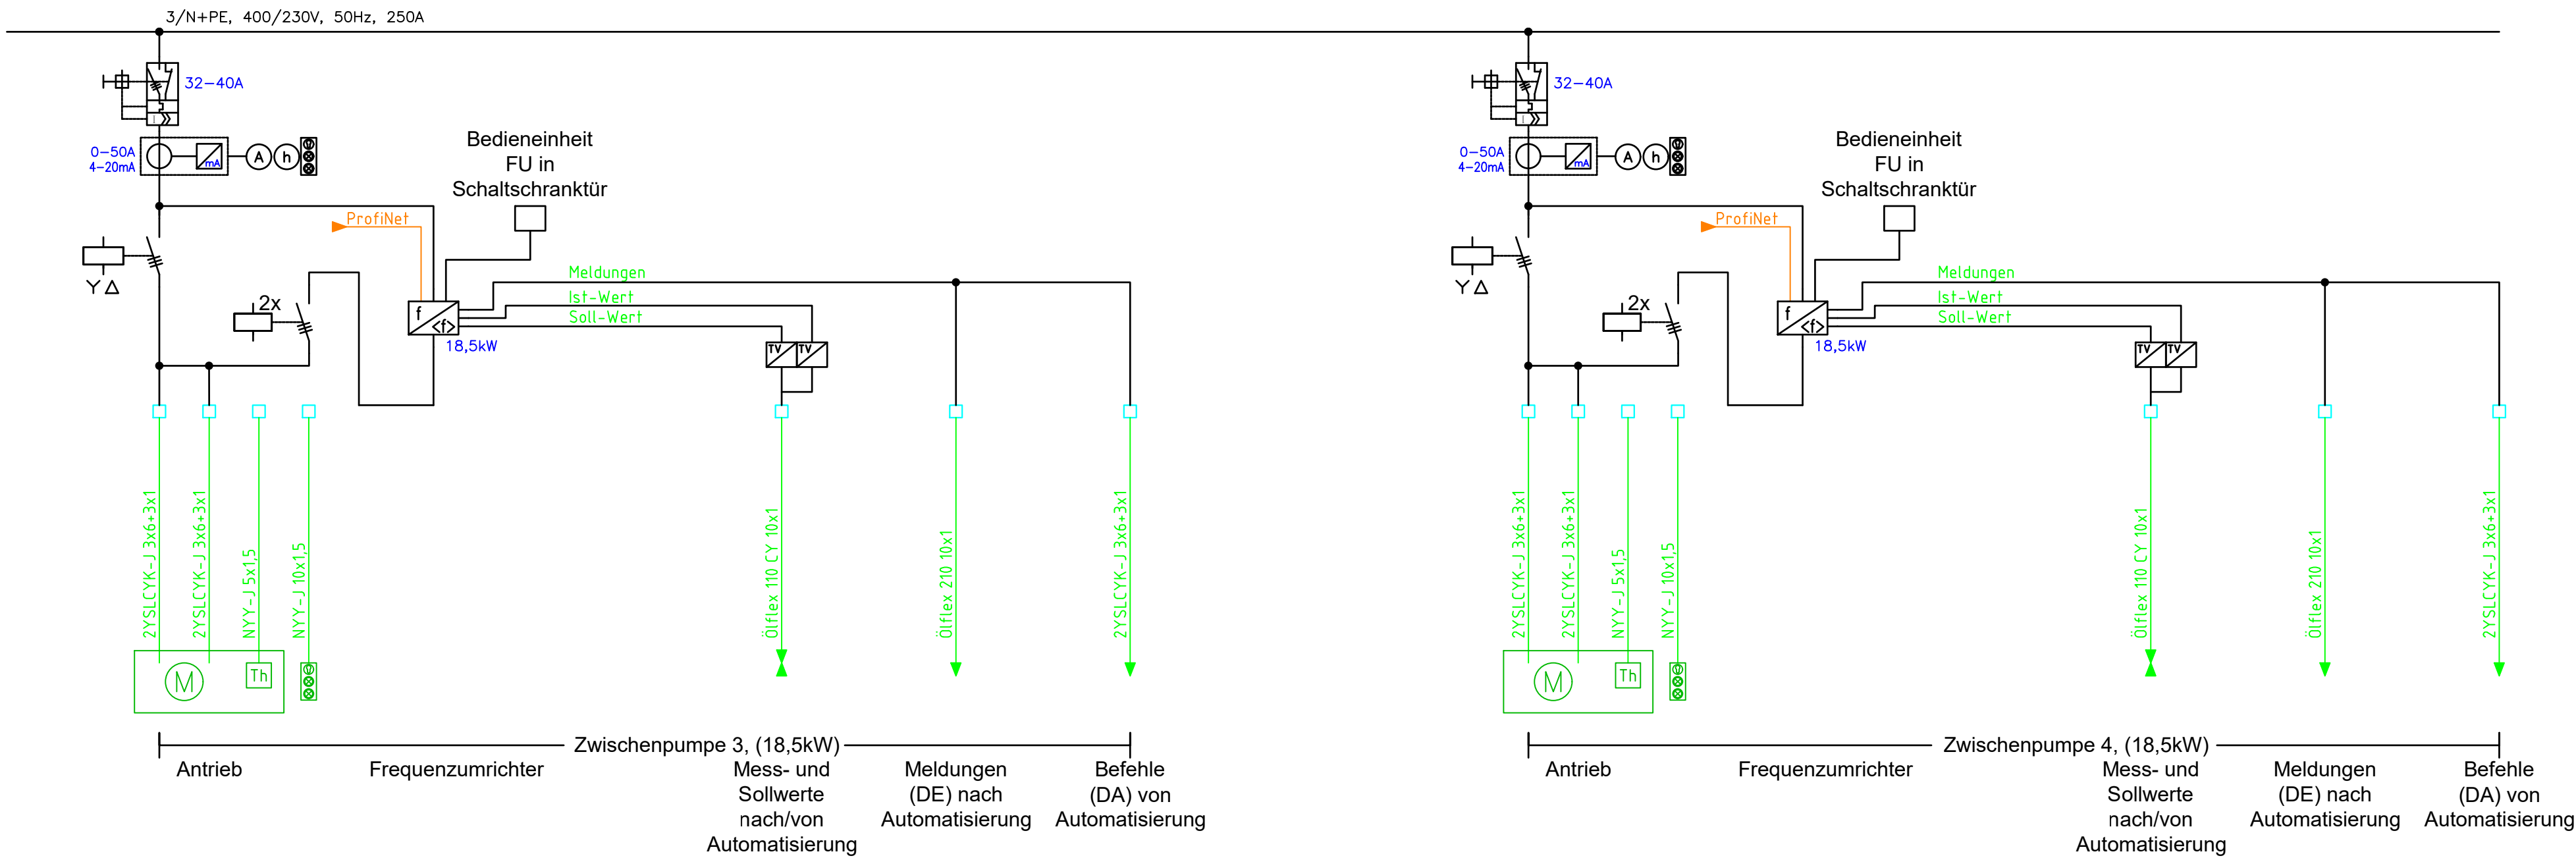 3/N+PE, 400/230V, 50Hz, 250A
32-40A
0-50A
4-20mA
mA
A
h
Bedieneinheit
FU in
Schaltschranktür
ProfiNet
Y Δ
2x
f
<f>
18,5kW
Meldungen
Ist-Wert
Soll-Wert
TV
TV
2YSLCYK-J 3x6+3x1
2YSLCYK-J 3x6+3x1
NYY-J 5x1,5
NYY-J 10x1,5
Ölflex 110 CY 10x1
Ölflex 210 10x1
2YSLCYK-J 3x6+3x1
M
Th
Zwischenpumpe 3, (18,5kW)
Antrieb
Frequenzumrichter
Mess- und
Sollwerte
nach/von
Automatisierung
Meldungen
(DE) nach
Automatisierung
Befehle
(DA) von
Automatisierung
32-40A
0-50A
4-20mA
mA
A
h
Bedieneinheit
FU in
Schaltschranktür
ProfiNet
Y Δ
2x
f
<f>
18,5kW
Meldungen
Ist-Wert
Soll-Wert
TV
TV
2YSLCYK-J 3x6+3x1
2YSLCYK-J 3x6+3x1
NYY-J 5x1,5
NYY-J 10x1,5
Ölflex 110 CY 10x1
Ölflex 210 10x1
2YSLCYK-J 3x6+3x1
M
Th
Zwischenpumpe 4, (18,5kW)
Antrieb
Frequenzumrichter
Mess- und
Sollwerte
nach/von
Automatisierung
Meldungen
(DE) nach
Automatisierung
Befehle
(DA) von
Automatisierung